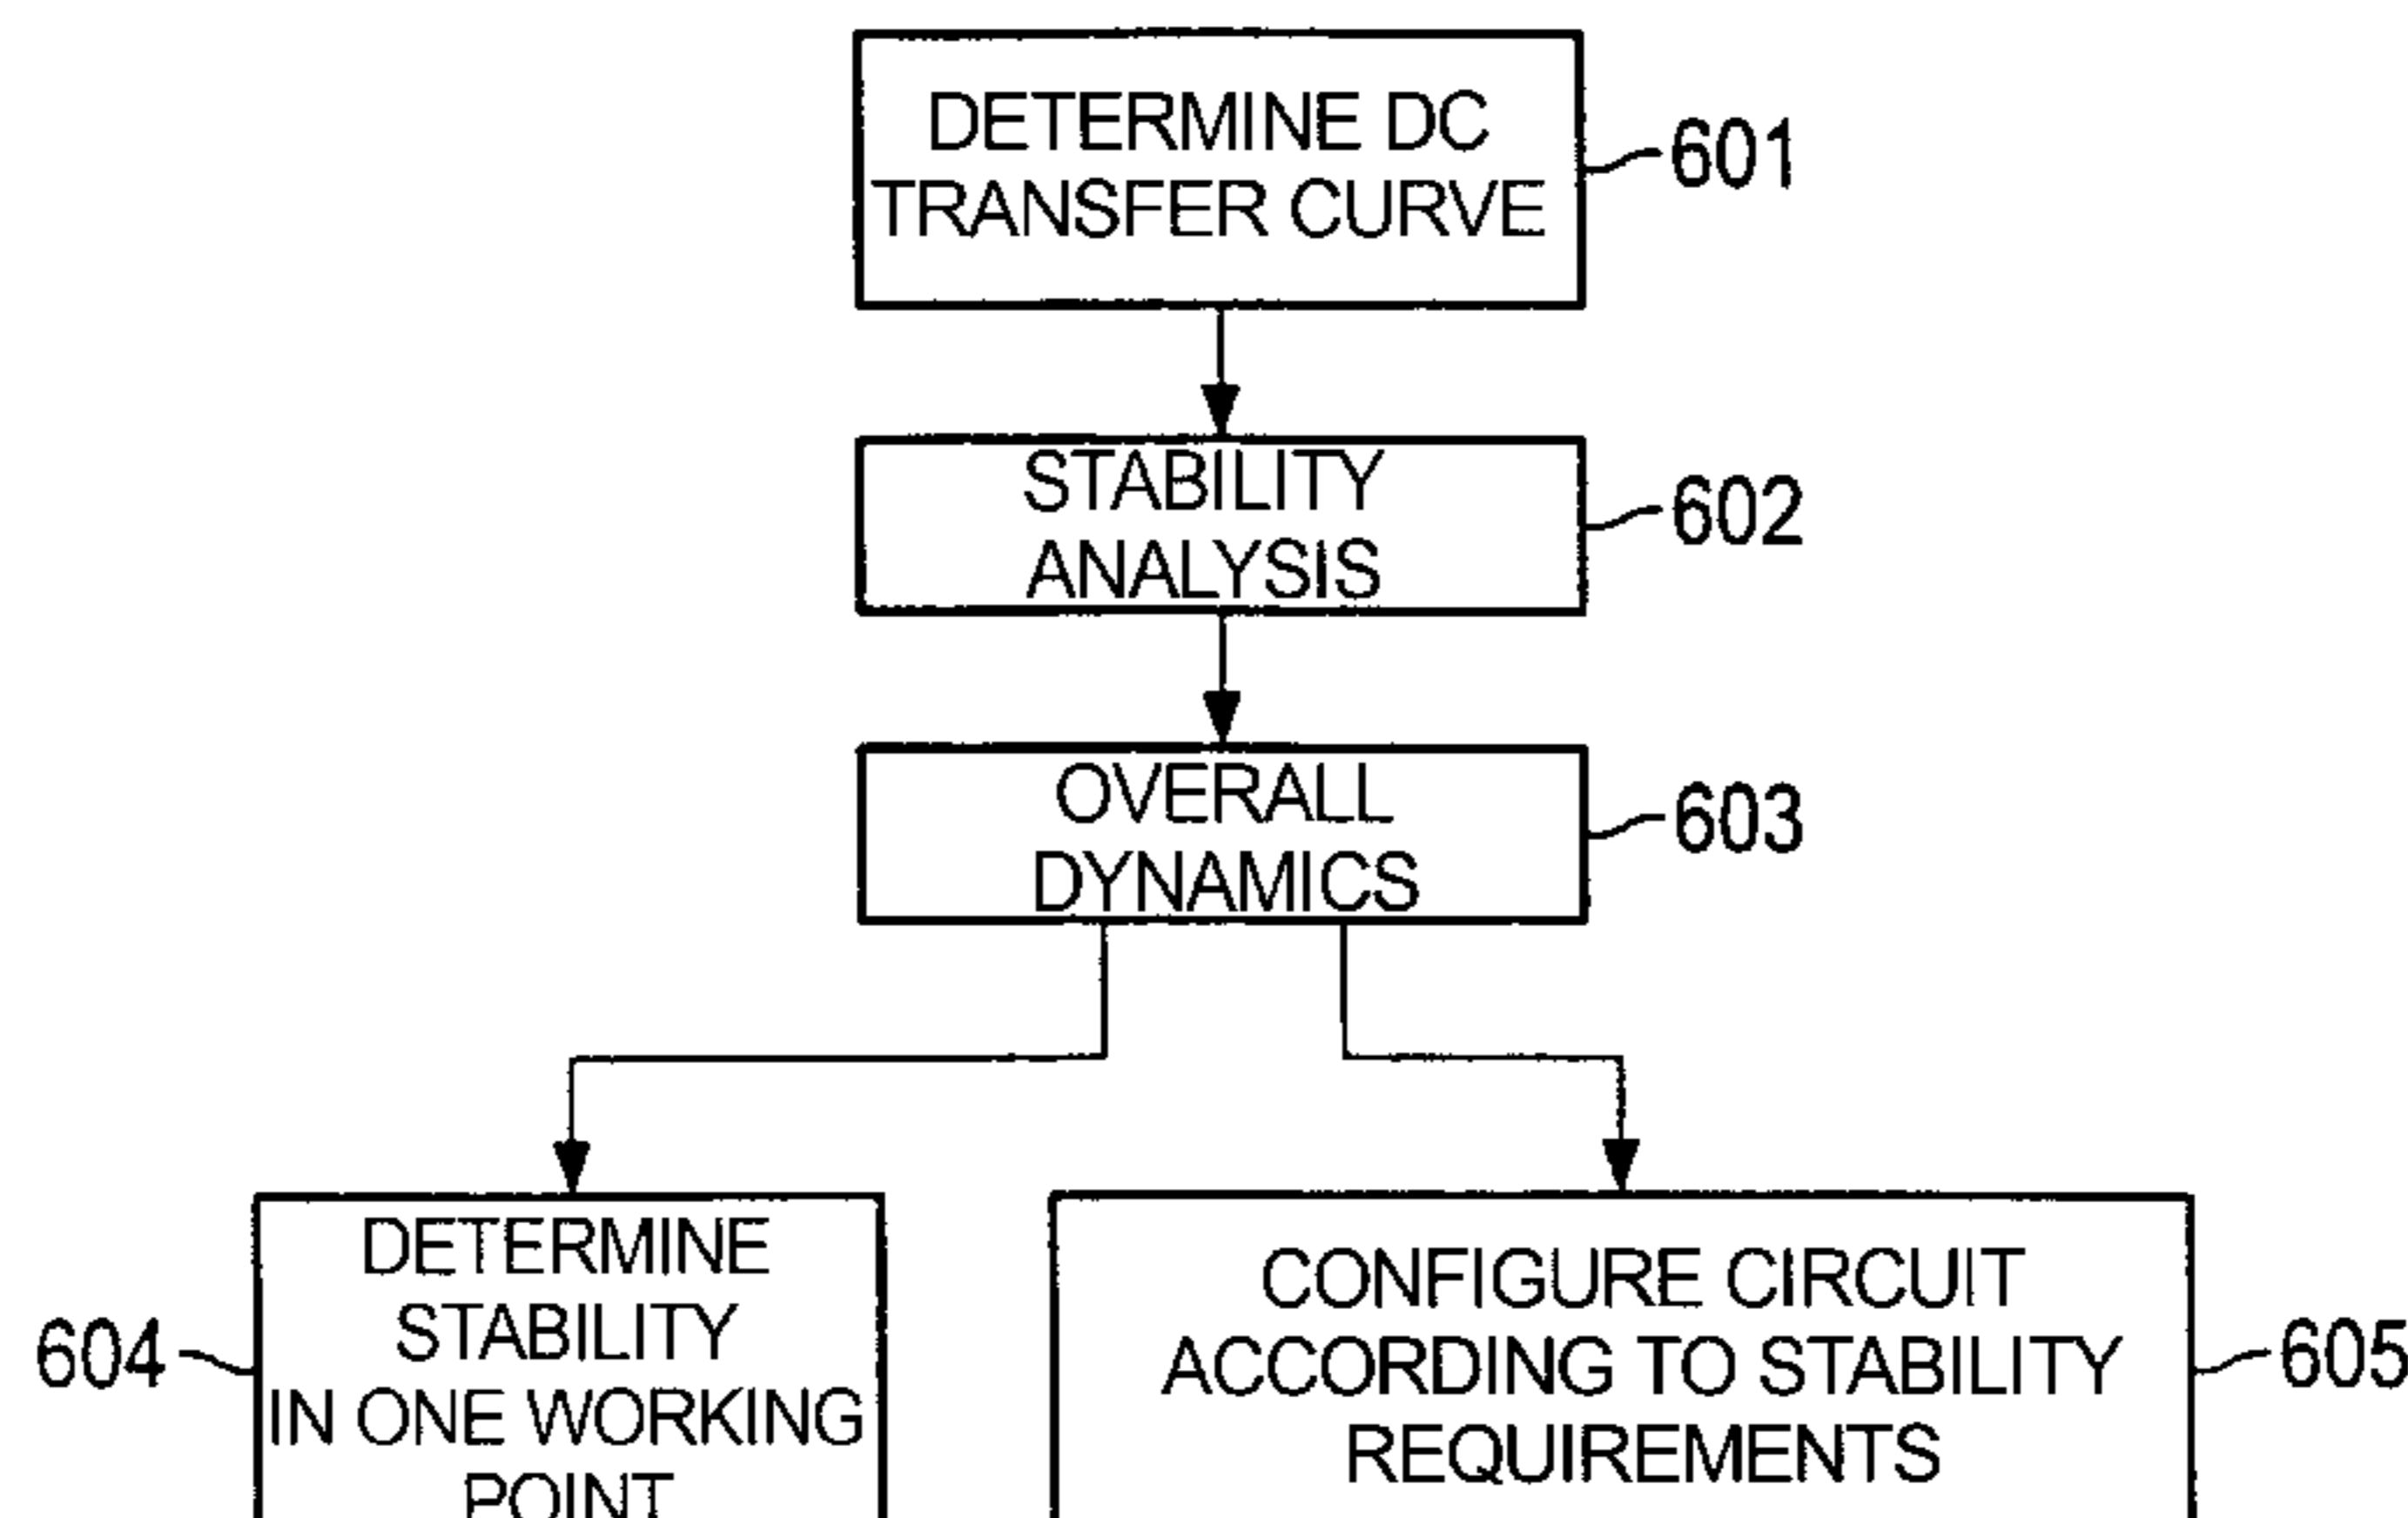 DETERMINE DC
TRANSFER CURVE
601
STABILITY
ANALYSIS
602
OVERALL
DYNAMICS
603
DETERMINE
STABILITY
IN ONE WORKING
POINT
604
CONFIGURE CIRCUIT
ACCORDING TO STABILITY
REQUIREMENTS
605